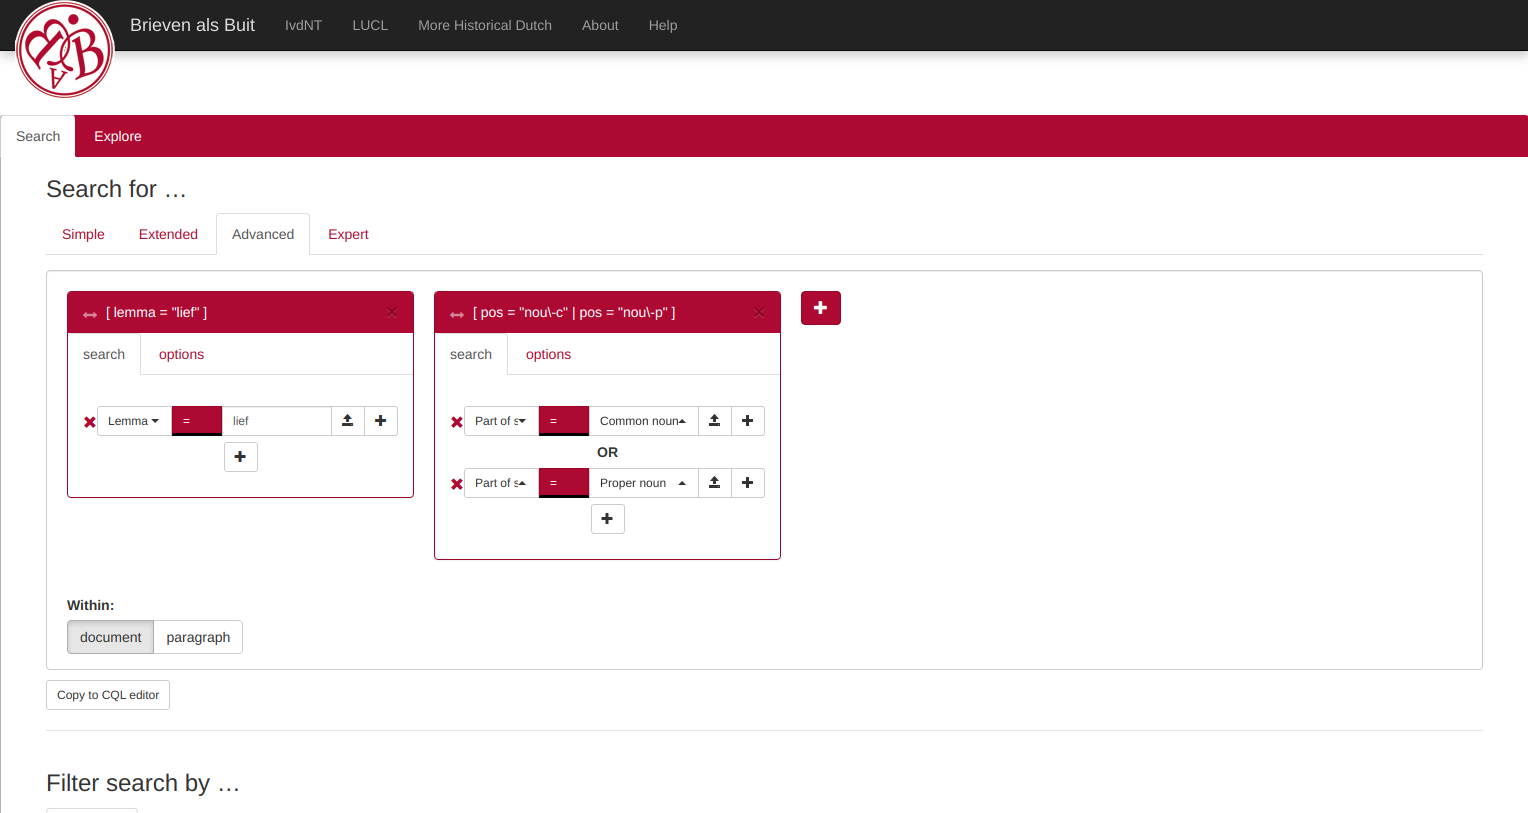 Brieven als Buit IvdNT LUCL More Historical Dutch About Help
Search Explore
Search for …
Simple Extended Advanced Expert
[ lemma = "lief" ]
search options
Lemma = lief
[ pos = "nou\-c" | pos = "nou\-p" ]
search options
Part of s = Common noun
OR
Part of s = Proper noun
Within:
document paragraph
Copy to CQL editor
Filter search by …